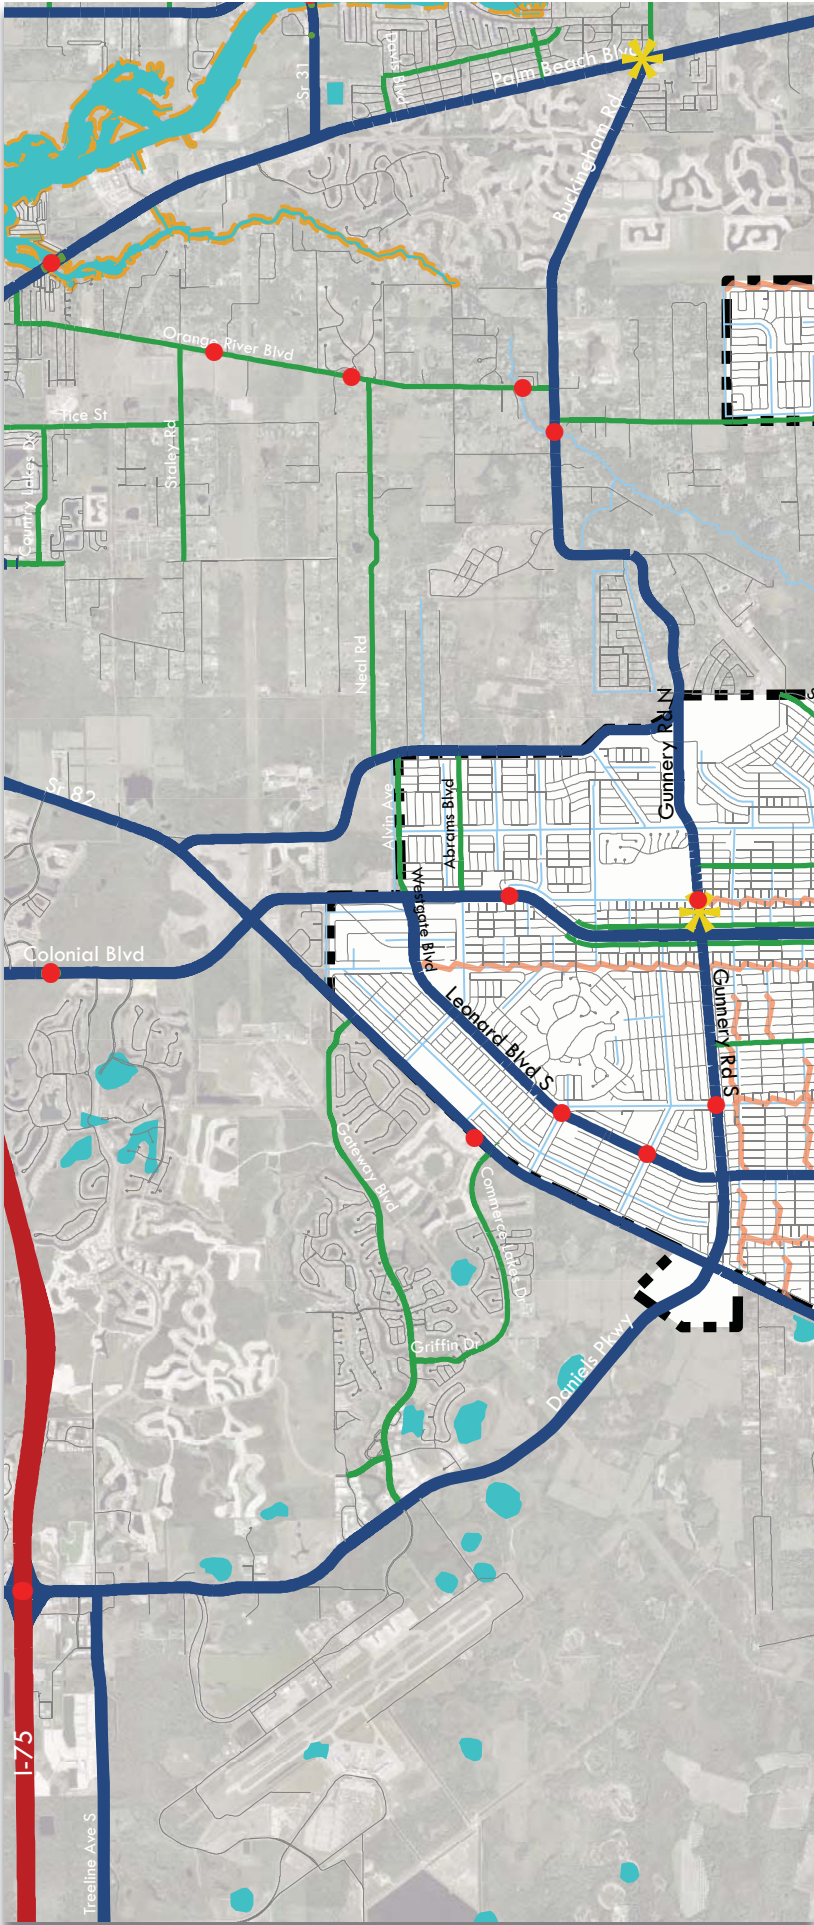 Sr 31
Blvd
Palm Beach Blvd
Buckingham Rd
Orange River Blvd
Tice St
Staley Rd
Country Lakes Dr
Neal Rd
Gunnery Rd N
S
Sr 82
Alvin Ave
Abrams Blvd
Westgate Blvd
Colonial Blvd
Leonard Blvd S
Gunnery Rd S
Gateway Blvd
Commerce Lakes Dr
Griffin Dr
Daniels Pkwy
I-75
Treeline Ave S